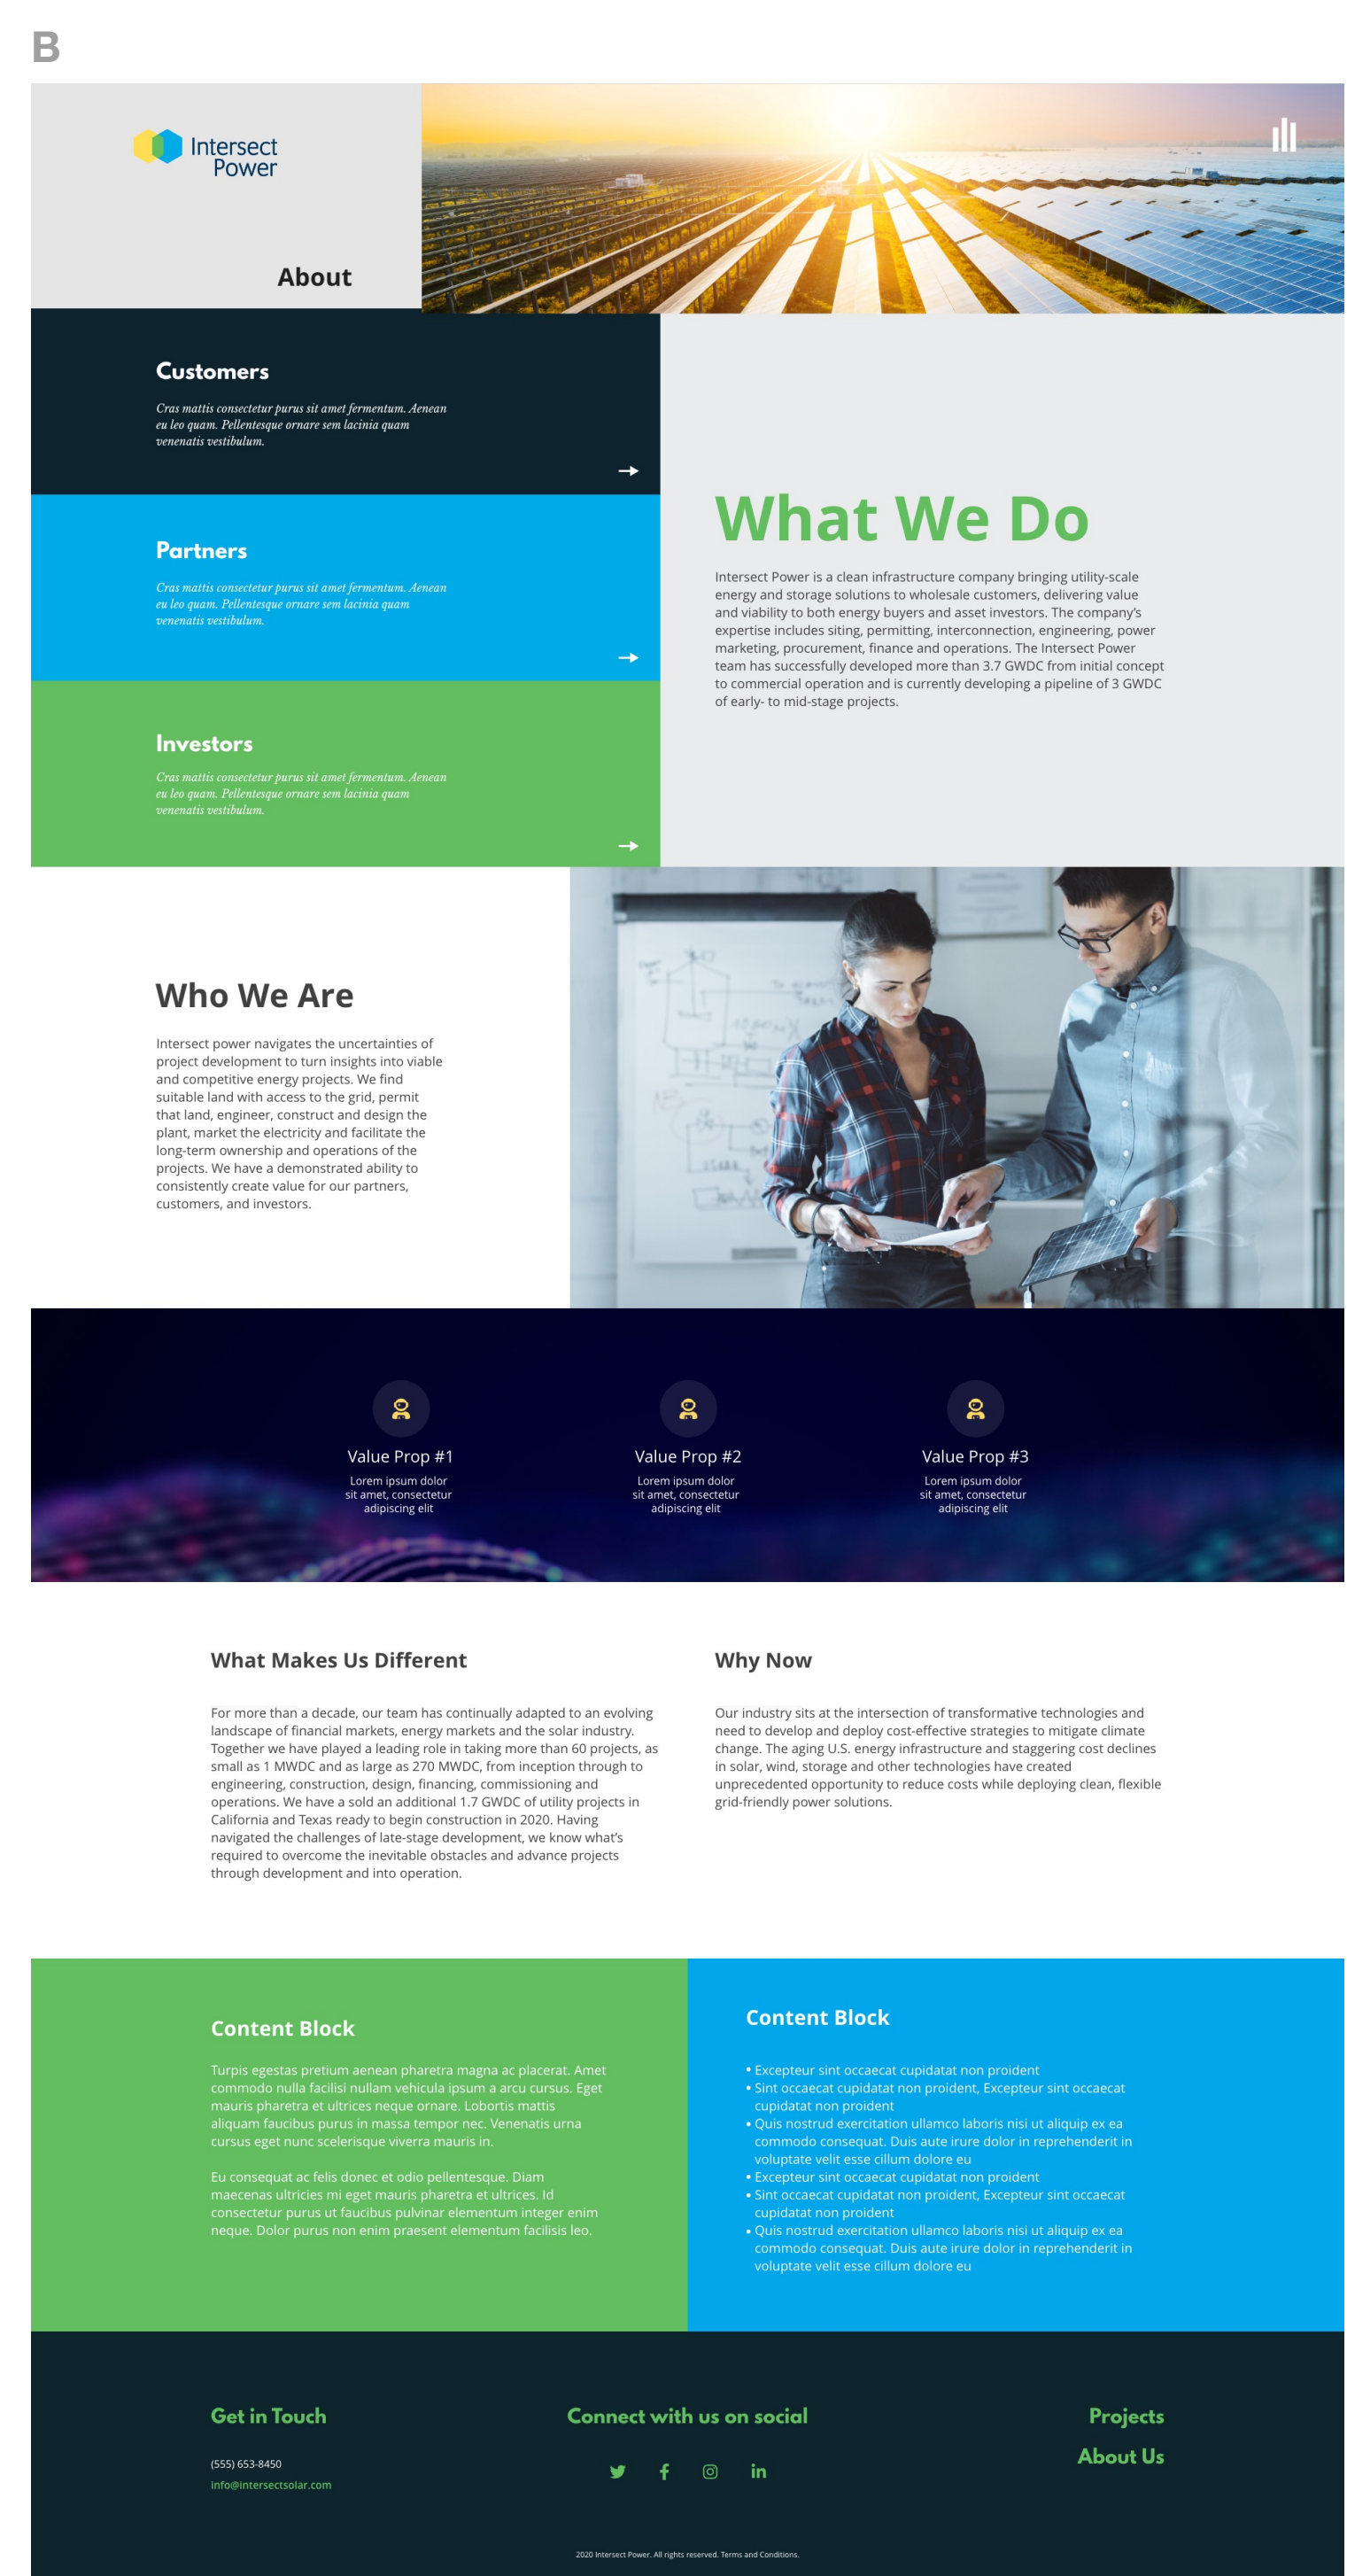 B
Intersect
Power
About
Customers
Cras mattis consectetur purus sit amet fermentum. Aenean
eu leo quam. Pellentesque ornare sem lacinia quam
venenatis vestibulum.
Partners
Cras mattis consectetur purus sit amet fermentum. Aenean
eu leo quam. Pellentesque ornare sem lacinia quam
venenatis vestibulum.
Investors
Cras mattis consectetur purus sit amet fermentum. Aenean
eu leo quam. Pellentesque ornare sem lacinia quam
venenatis vestibulum.
What We Do
Intersect Power is a clean infrastructure company bringing utility-scale
energy and storage solutions to wholesale customers, delivering value
and viability to both energy buyers and asset investors. The company’s
expertise includes siting, permitting, interconnection, engineering, power
marketing, procurement, finance and operations. The Intersect Power
team has successfully developed more than 3.7 GWDC from initial concept
to commercial operation and is currently developing a pipeline of 3 GWDC
of early- to mid-stage projects.
Who We Are
Intersect power navigates the uncertainties of
project development to turn insights into viable
and competitive energy projects. We find
suitable land with access to the grid, permit
that land, engineer, construct and design the
plant, market the electricity and facilitate the
long-term ownership and operations of the
projects. We have a demonstrated ability to
consistently create value for our partners,
customers, and investors.
Value Prop #1
Lorem ipsum dolor
sit amet, consectetur
adipiscing elit
Value Prop #2
Lorem ipsum dolor
sit amet, consectetur
adipiscing elit
Value Prop #3
Lorem ipsum dolor
sit amet, consectetur
adipiscing elit
What Makes Us Different
For more than a decade, our team has continually adapted to an evolving
landscape of financial markets, energy markets and the solar industry.
Together we have played a leading role in taking more than 60 projects, as
small as 1 MWDC and as large as 270 MWDC, from inception through to
engineering, construction, design, financing, commissioning and
operations. We have a sold an additional 1.7 GWDC of utility projects in
California and Texas ready to begin construction in 2020. Having
navigated the challenges of late-stage development, we know what’s
required to overcome the inevitable obstacles and advance projects
through development and into operation.
Why Now
Our industry sits at the intersection of transformative technologies and
need to develop and deploy cost-effective strategies to mitigate climate
change. The aging U.S. energy infrastructure and staggering cost declines
in solar, wind, storage and other technologies have created
unprecedented opportunity to reduce costs while deploying clean, flexible
grid-friendly power solutions.
Content Block
Turpis egestas pretium aenean pharetra magna ac placerat. Amet
commodo nulla facilisi nullam vehicula ipsum a arcu cursus. Eget
mauris pharetra et ultrices neque ornare. Lobortis mattis
aliquam faucibus purus in massa tempor nec. Venenatis urna
cursus eget nunc scelerisque viverra mauris in.
Eu consequat ac felis donec et odio pellentesque. Diam
maecenas ultricies mi eget mauris pharetra et ultrices. Id
consectetur purus ut faucibus pulvinar elementum integer enim
neque. Dolor purus non enim praesent elementum facilisis leo.
Content Block
• Excepteur sint occaecat cupidatat non proident
• Sint occaecat cupidatat non proident, Excepteur sint occaecat
cupidatat non proident
• Quis nostrud exercitation ullamco laboris nisi ut aliquip ex ea
commodo consequat. Duis aute irure dolor in reprehenderit in
voluptate velit esse cillum dolore eu
• Excepteur sint occaecat cupidatat non proident
• Sint occaecat cupidatat non proident, Excepteur sint occaecat
cupidatat non proident
• Quis nostrud exercitation ullamco laboris nisi ut aliquip ex ea
commodo consequat. Duis aute irure dolor in reprehenderit in
voluptate velit esse cillum dolore eu
Get in Touch
(555) 653-8450
info@intersectsolar.com
Connect with us on social
Projects
About Us
2020 Intersect Power. All rights reserved. Terms and Conditions.